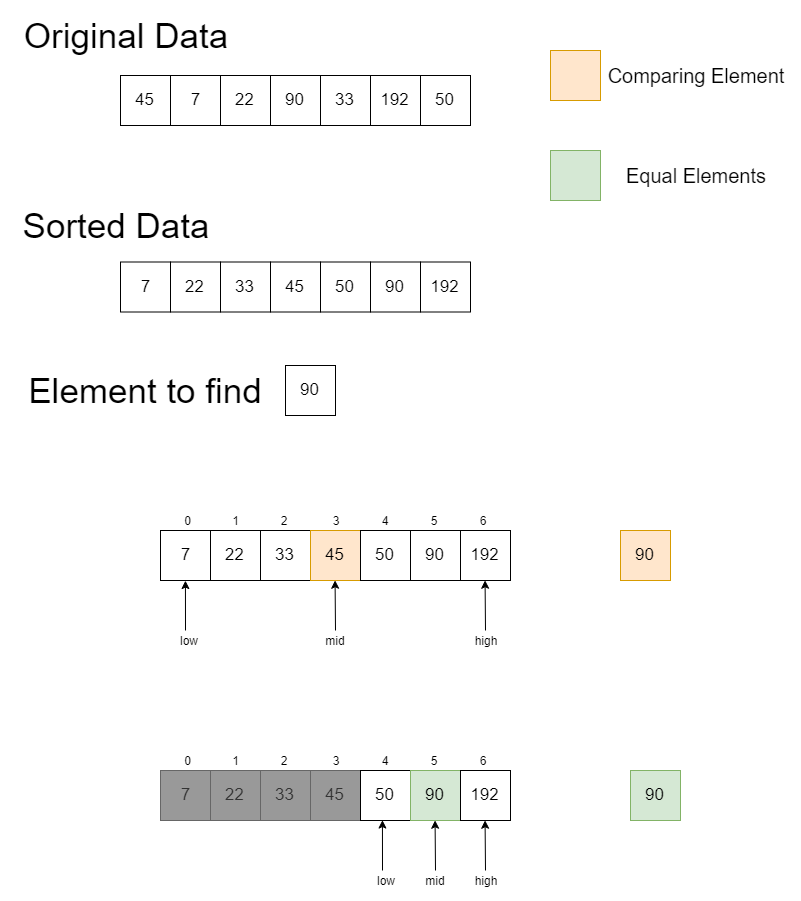 Original Data
45 7 22 90 33 192 50
Comparing Element
Equal Elements
Sorted Data
7 22 33 45 50 90 192
Element to find 90
0 1 2 3 4 5 6
7 22 33 45 50 90 192 90
low mid high
0 1 2 3 4 5 6
7 22 33 45 50 90 192 90
low mid high